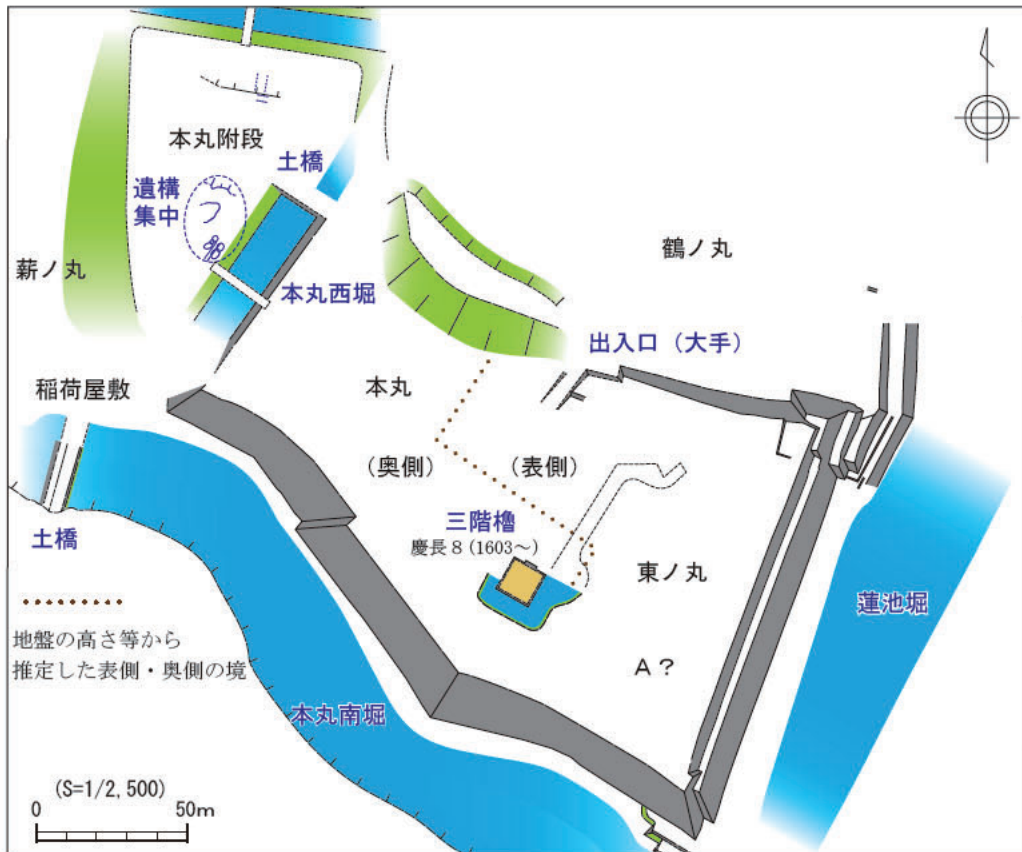 本丸附段
土橋
遺構
集中
鶴ノ丸
薪ノ丸
本丸西堀
出入口（大手）
稲荷屋敷
本丸
（奥側）
（表側）
三階櫓
慶長８(1603～)
土橋
東ノ丸
蓮池堀
地盤の高さ等から
推定した表側・奥側の境
Ａ？
本丸南堀
(S=1/2,500)
0 50m